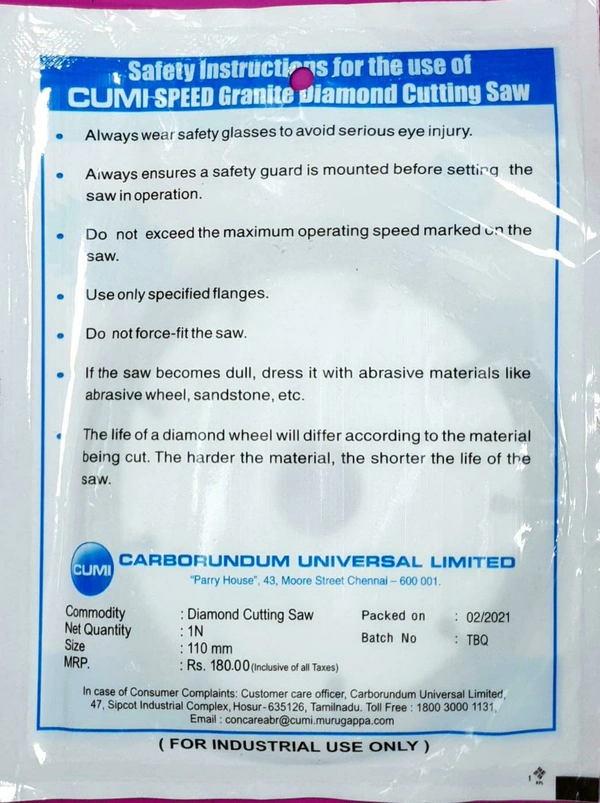 Safety Instructions for the use of
CUMI-SPEED Granite Diamond Cutting Saw
• Always wear safety glasses to avoid serious eye injury.
• Always ensures a safety guard is mounted before setting the
saw in operation.
• Do not exceed the maximum operating speed marked on the
saw.
• Use only specified flanges.
• Do not force-fit the saw.
• If the saw becomes dull, dress it with abrasive materials like
abrasive wheel, sandstone, etc.
• The life of a diamond wheel will differ according to the material
being cut. The harder the material, the shorter the life of the
saw.
CUMI CARBORUNDUM UNIVERSAL LIMITED
"Parry House", 43, Moore Street Chennai – 600 001.
Commodity : Diamond Cutting Saw Packed on : 02/2021
Net Quantity : 1N
Batch No : TBQ
Size : 110 mm
MRP. : Rs. 180.00 (Inclusive of all Taxes)
In case of Consumer Complaints: Customer care officer, Carborundum Universal Limited,
47, Sipcot Industrial Complex, Hosur-635126, Tamilnadu. Toll Free : 1800 3000 1131,
Email : concareabr@cumi.murugappa.com
( FOR INDUSTRIAL USE ONLY )
1 KPL